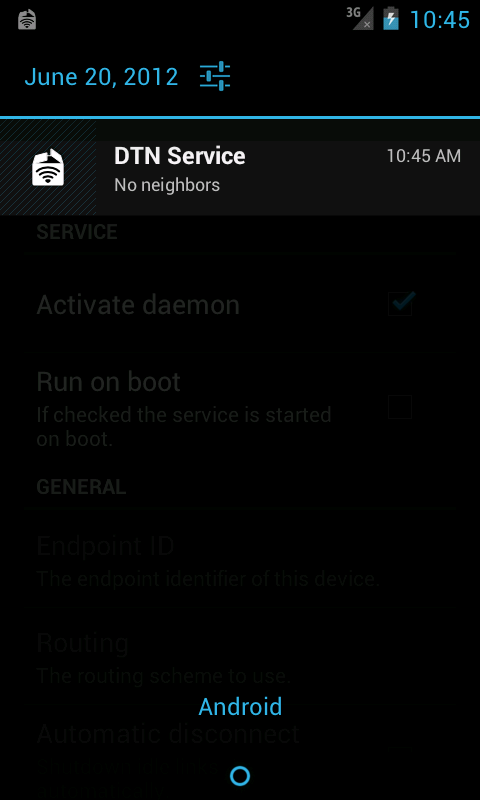 3G
10:45
June 20, 2012
DTN Service
10:45 AM
No neighbors
SERVICE
Activate daemon
Run on boot
If checked the service is started
on boot.
GENERAL
Endpoint ID
The endpoint identifier of this device.
Routing
The routing scheme to use.
Android
Automatic disconnect